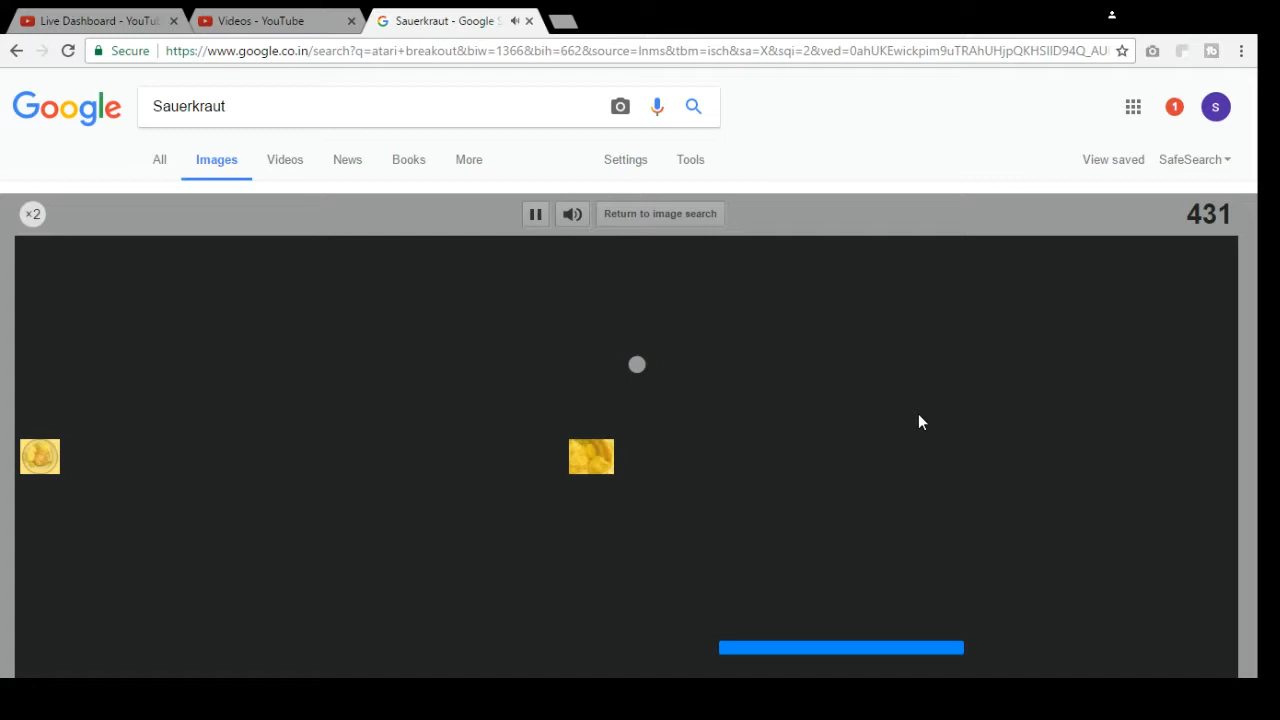 Live Dashboard - YouTu
Videos - YouTube
Sauerkraut - Google S
Secure
https://www.google.co.in/search?q=atari+breakout&biw=1366&bih=662&source=lnms&tbm=isch&sa=X&sqi=2&ved=0ahUKEwickpim9uTRAhUHjpQKHSIID94Q_AU
Google
Sauerkraut
1
S
All
Images
Videos
News
Books
More
Settings
Tools
View saved
SafeSearch
×2
Return to image search
431